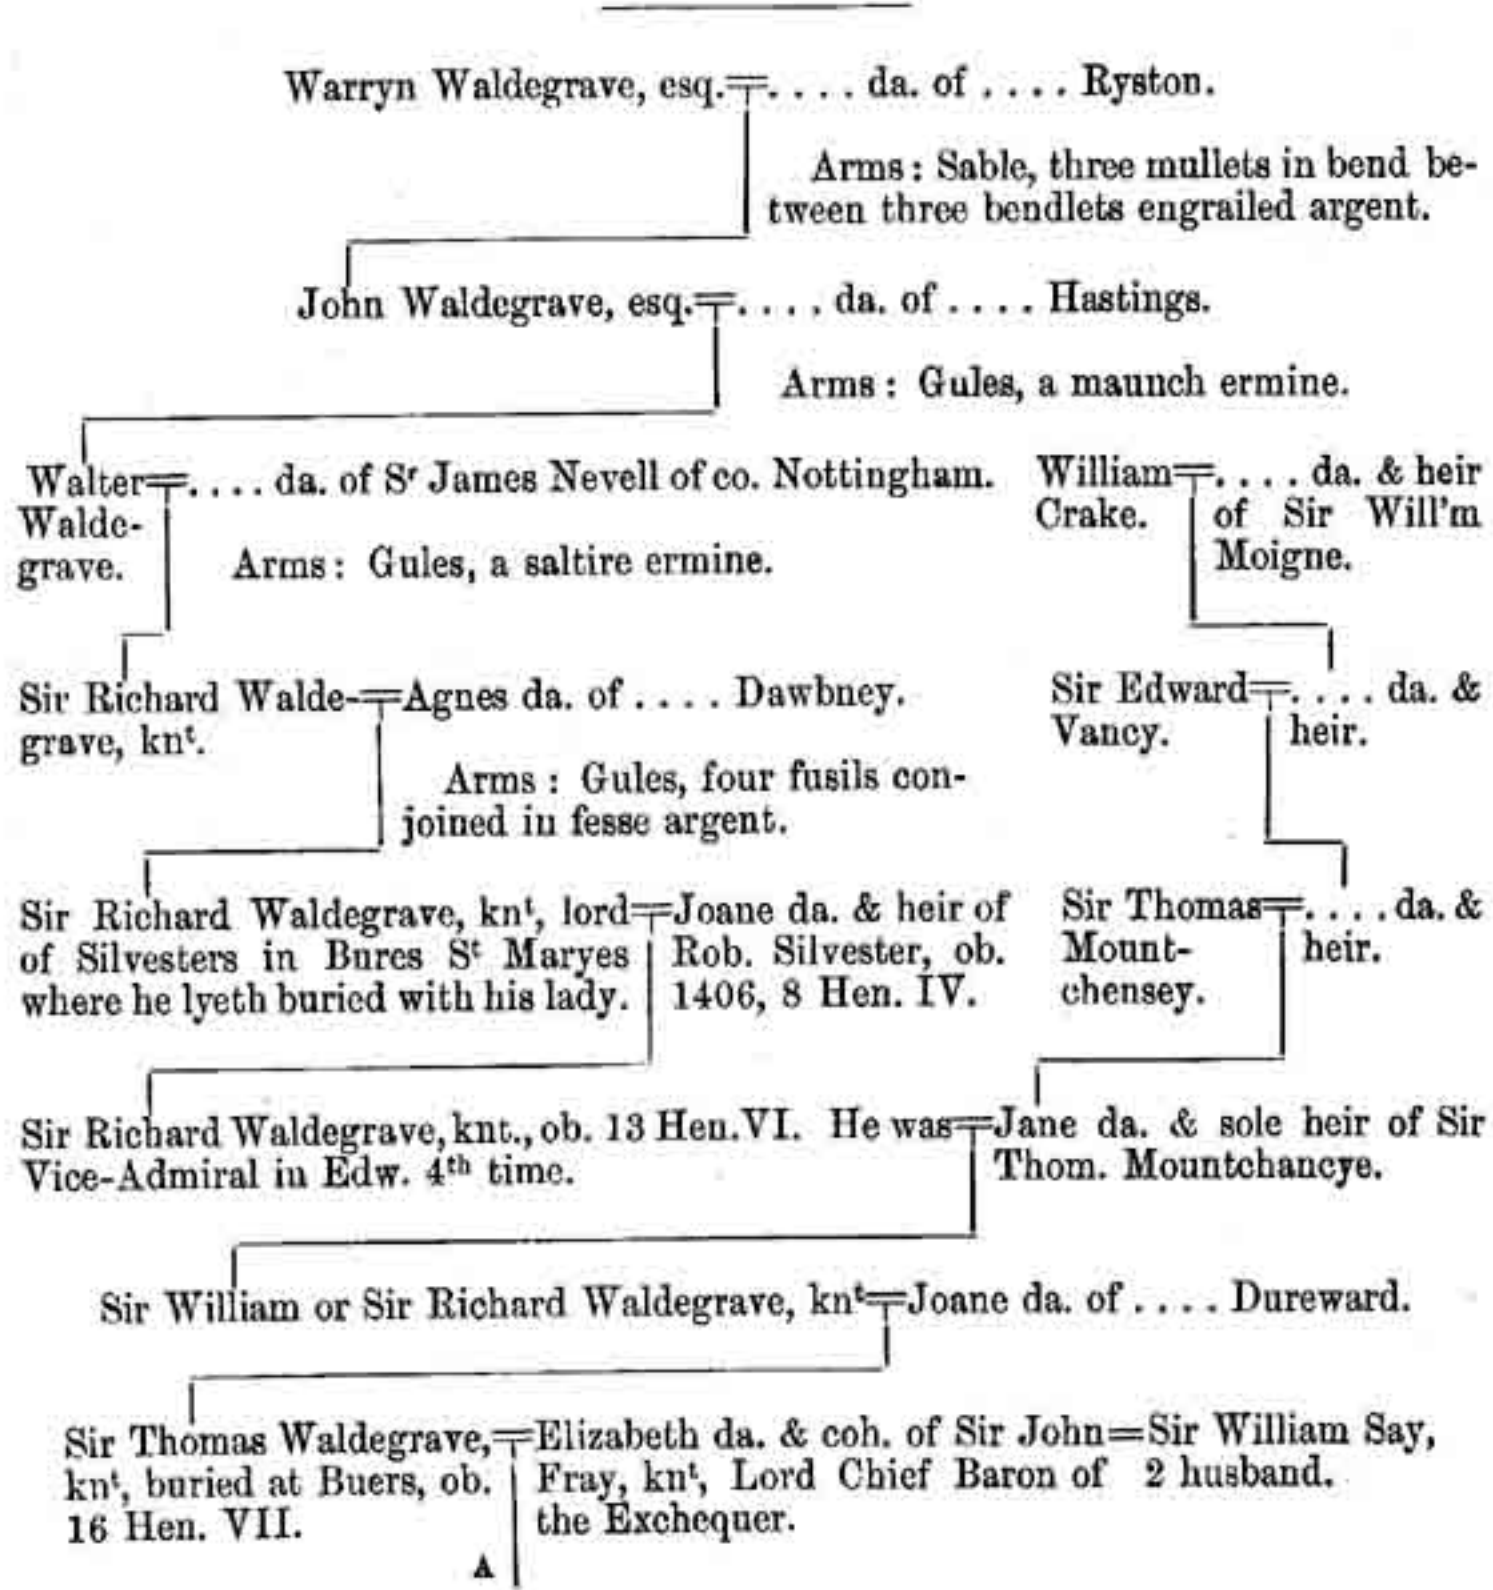 Warryn Waldegrave, esq.=. . . . da. of . . . . Ryston.
Arms: Sable, three mullets in bend be-
tween three bendlets engrailed argent.
John Waldegrave, esq.=. . . . da. of . . . . Hastings.
Arms: Gules, a maunch ermine.
Walter=. . . . da. of Sʳ James Nevell of co. Nottingham.
Walde-
grave.
Arms: Gules, a saltire ermine.
William=. . . . da. & heir
Crake. of Sir Will'm
Moigne.
Sir Richard Walde-=Agnes da. of . . . . Dawbney.
grave, knᵗ.
Arms: Gules, four fusils con-
joined in fesse argent.
Sir Edward=. . . . da. &
Vancy. heir.
Sir Richard Waldegrave, knᵗ, lord=Joane da. & heir of
of Silvesters in Bures Sᵗ Maryes Rob. Silvester, ob.
where he lyeth buried with his lady. 1406, 8 Hen. IV.
Sir Thomas=. . . . da. &
Mount- heir.
chensey.
Sir Richard Waldegrave, knt., ob. 13 Hen. VI. He was=Jane da. & sole heir of Sir
Vice-Admiral in Edw. 4ᵗʰ time. Thom. Mountchancye.
Sir William or Sir Richard Waldegrave, knᵗ=Joane da. of . . . . Dureward.
Sir Thomas Waldegrave,=Elizabeth da. & coh. of Sir John=Sir William Say,
knᵗ, buried at Buers, ob. Fray, knᵗ, Lord Chief Baron of 2 husband.
16 Hen. VII. the Exchequer.
A